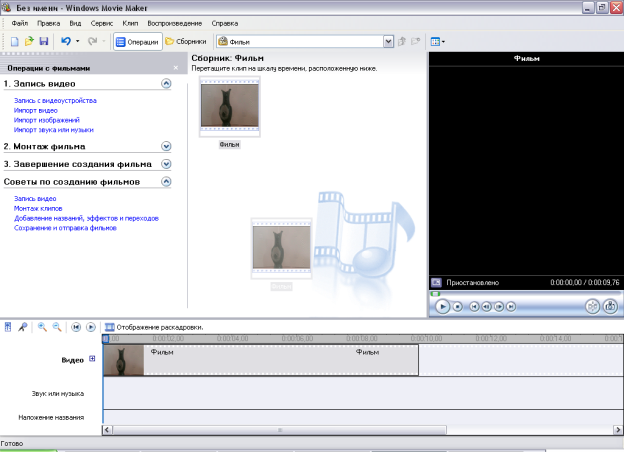 Без имени - Windows Movie Maker
Файл Правка Вид Сервис Клип Воспроизведение Справка
Операции Сборники Фильм
Операции с фильмами
1. Запись видео
Запись с видеоустройства
Импорт видео
Импорт изображений
Импорт звука или музыки
2. Монтаж фильма
3. Завершение создания фильма
Советы по созданию фильмов
Запись видео
Монтаж клипов
Добавление названий, эффектов и переходов
Сохранение и отправка фильмов
Сборник: Фильм
Перетащите клип на шкалу времени, расположенную ниже.
Фильм
Фильм
Приостановлено 0:00:00,00 / 0:00:09,76
Отображение раскадровки.
0:00:02,00 0:00:04,00 0:00:06,00 0:00:08,00 0:00:10,00 0:00:12,00 0:00:14,00
Видео Фильм Фильм
Звук или музыка
Наложение названия
Готово